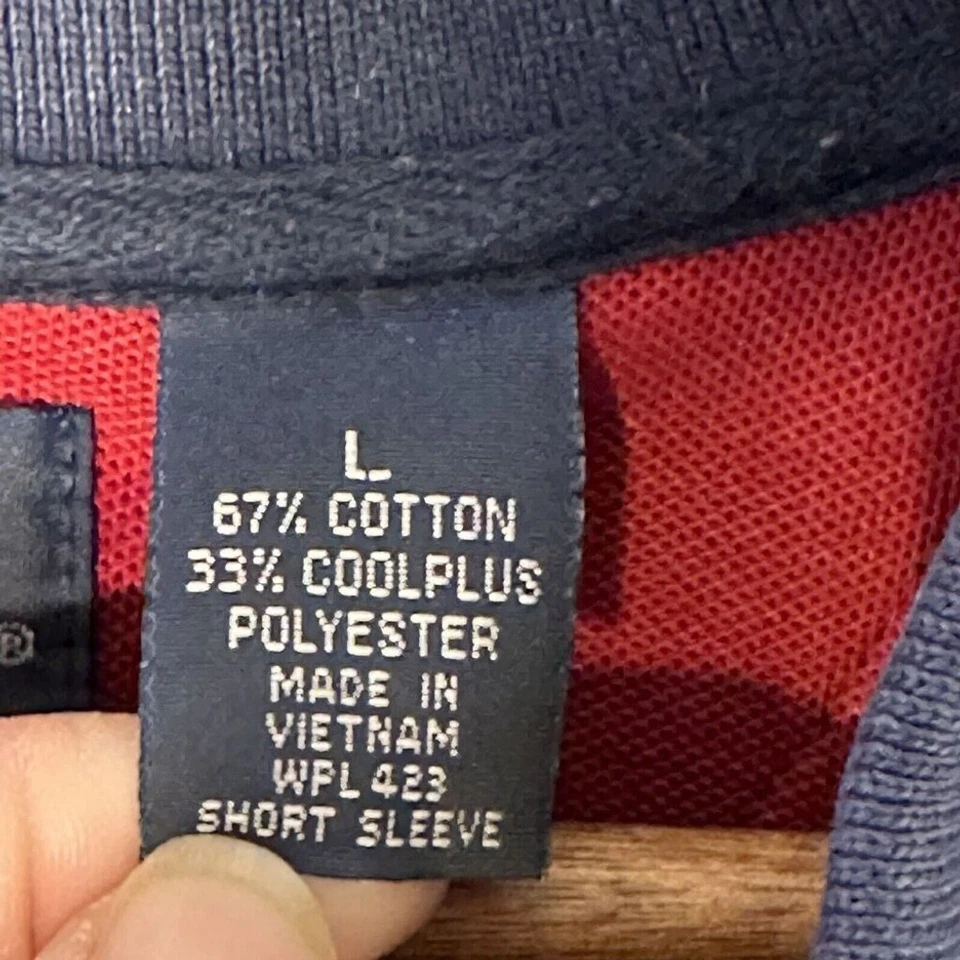 L
67% COTTON
33% COOLPLUS
POLYESTER
MADE IN
VIETNAM
WPL 423
SHORT SLEEVE
®